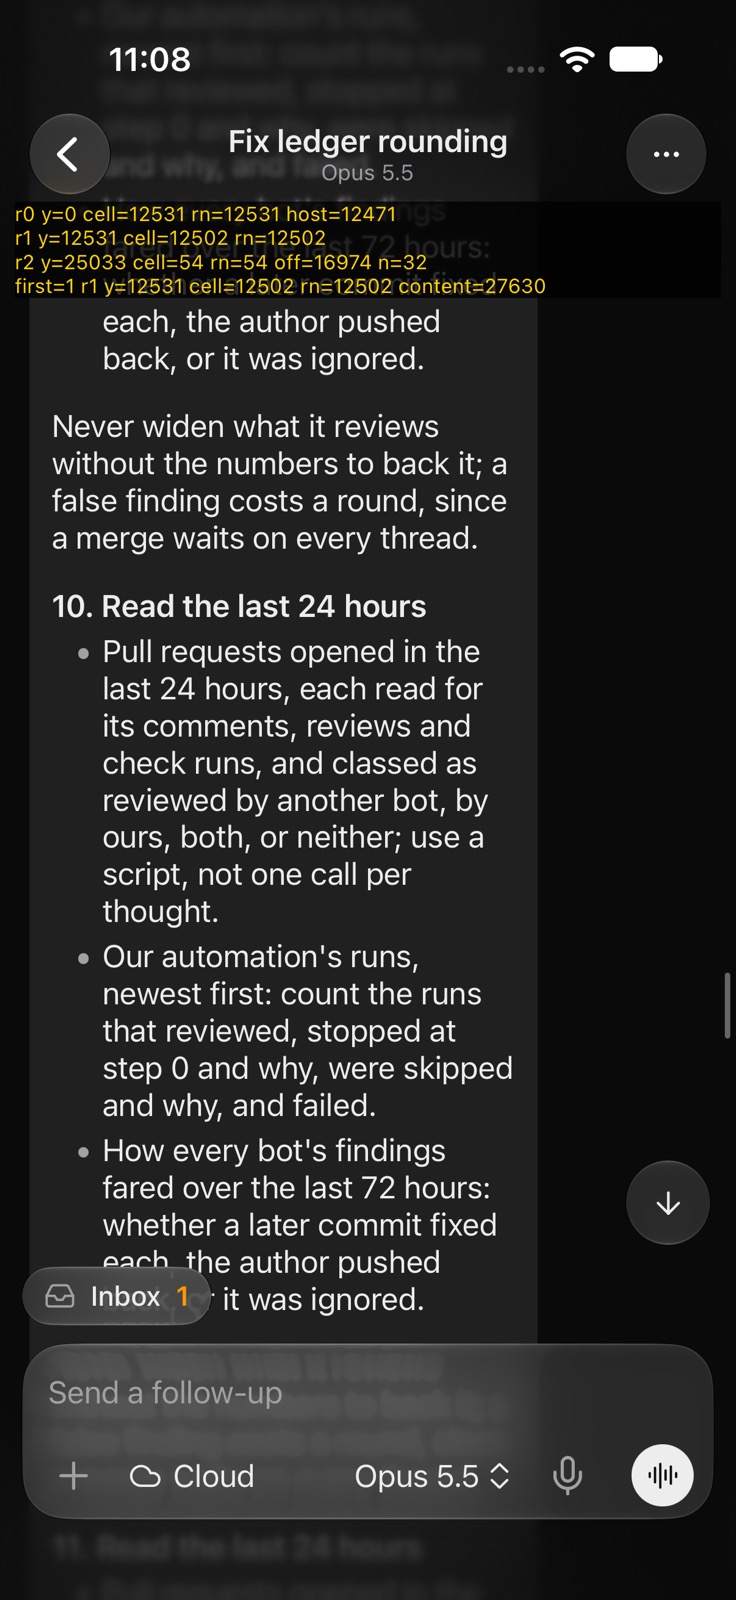 11:08
Fix ledger rounding
Opus 5.5
r0 y=0 cell=12531 rn=12531 host=12471
r1 y=12531 cell=12502 rn=12502
r2 y=25033 cell=54 rn=54 off=16974 n=32
first=1 r1 y=12531 cell=12502 rn=12502 content=27630
each, the author pushed
back, or it was ignored.
Never widen what it reviews
without the numbers to back it; a
false finding costs a round, since
a merge waits on every thread.
10. Read the last 24 hours
• Pull requests opened in the
last 24 hours, each read for
its comments, reviews and
check runs, and classed as
reviewed by another bot, by
ours, both, or neither; use a
script, not one call per
thought.
• Our automation's runs,
newest first: count the runs
that reviewed, stopped at
step 0 and why, were skipped
and why, and failed.
• How every bot's findings
fared over the last 72 hours:
whether a later commit fixed
each, the author pushed
it was ignored.
Inbox 1
Send a follow-up
Cloud
Opus 5.5
11. Read the last 24 hours